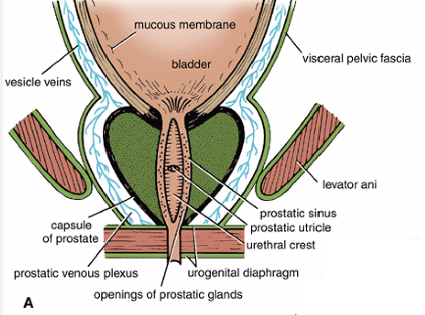 mucous membrane
bladder
visceral pelvic fascia
vesicle veins
levator ani
prostatic sinus
prostatic utricle
urethral crest
capsule
of prostate
prostatic venous plexus
urogenital diaphragm
openings of prostatic glands
A